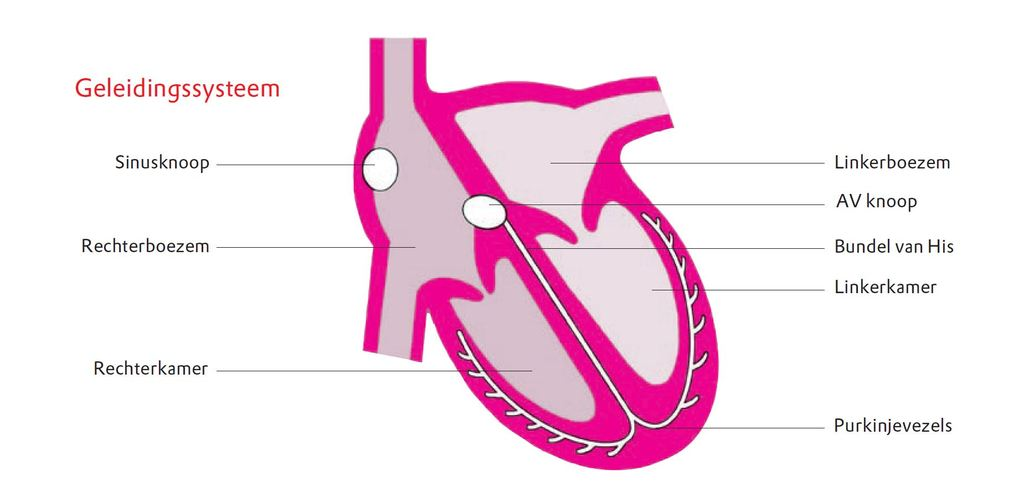 Geleidingssysteem
Sinusknoop
Rechterboezem
Rechterkamer
Linkerboezem
AV knoop
Bundel van His
Linkerkamer
Purkinjevezels